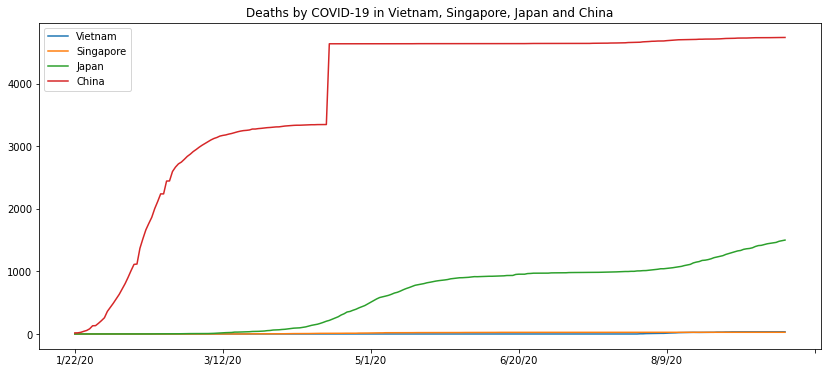 Deaths by COVID-19 in Vietnam, Singapore, Japan and China
Vietnam
Singapore
Japan
China
4000
3000
2000
1000
0
1/22/20 3/12/20 5/1/20 6/20/20 8/9/20